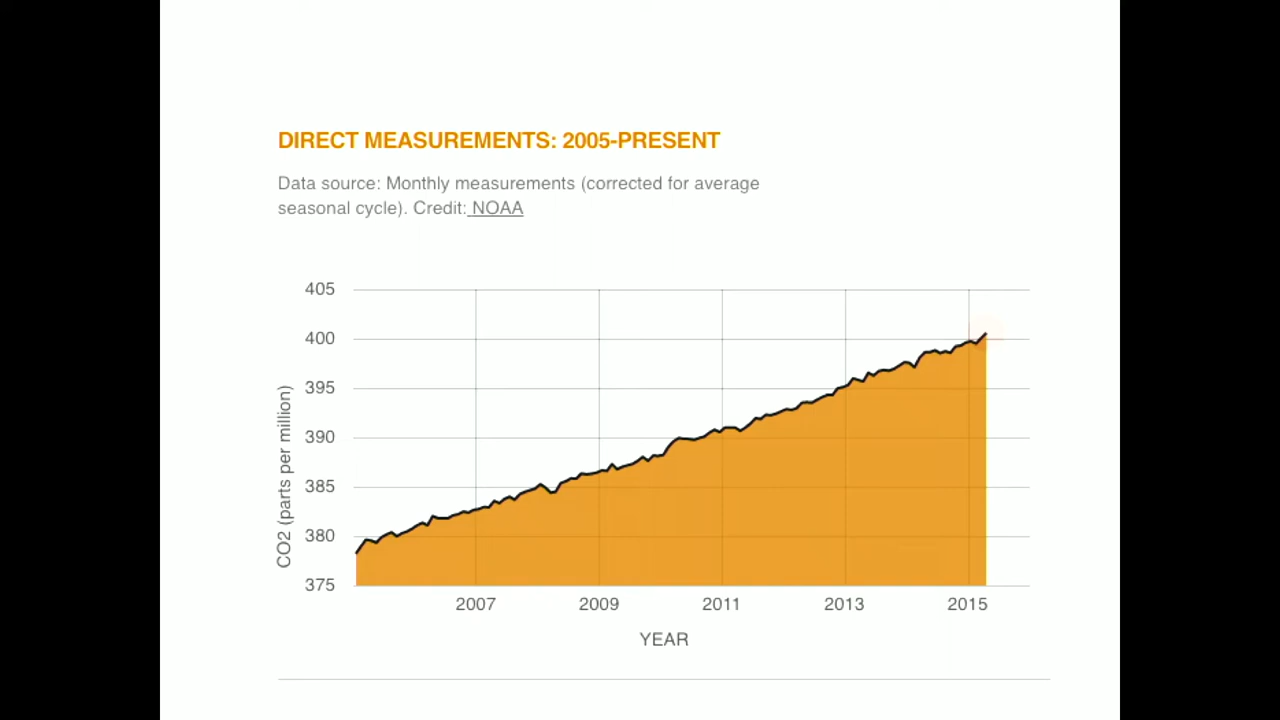 DIRECT MEASUREMENTS: 2005-PRESENT
Data source: Monthly measurements (corrected for average
seasonal cycle). Credit: NOAA
405
400
395
390
385
380
375
CO2 (parts per million)
2007 2009 2011 2013 2015
YEAR